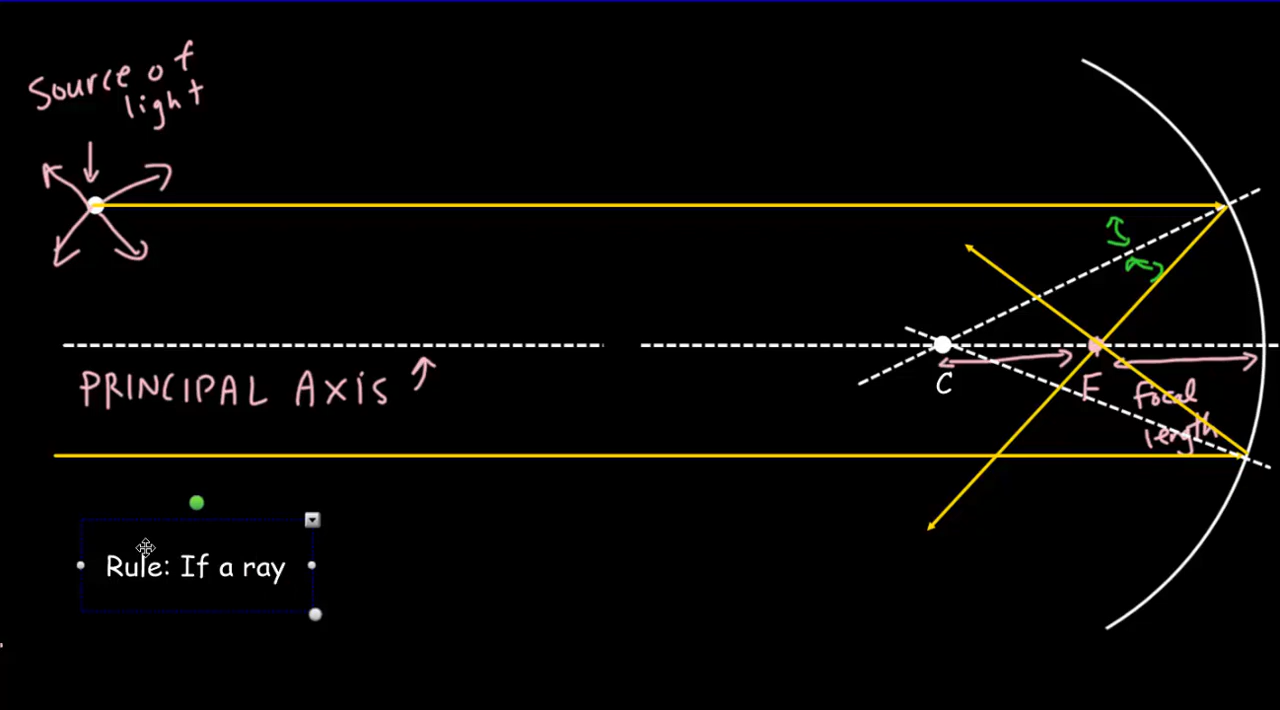 Source of
light
C
F
PRINCIPAL AXIS
focal
length
Rule: If a ray